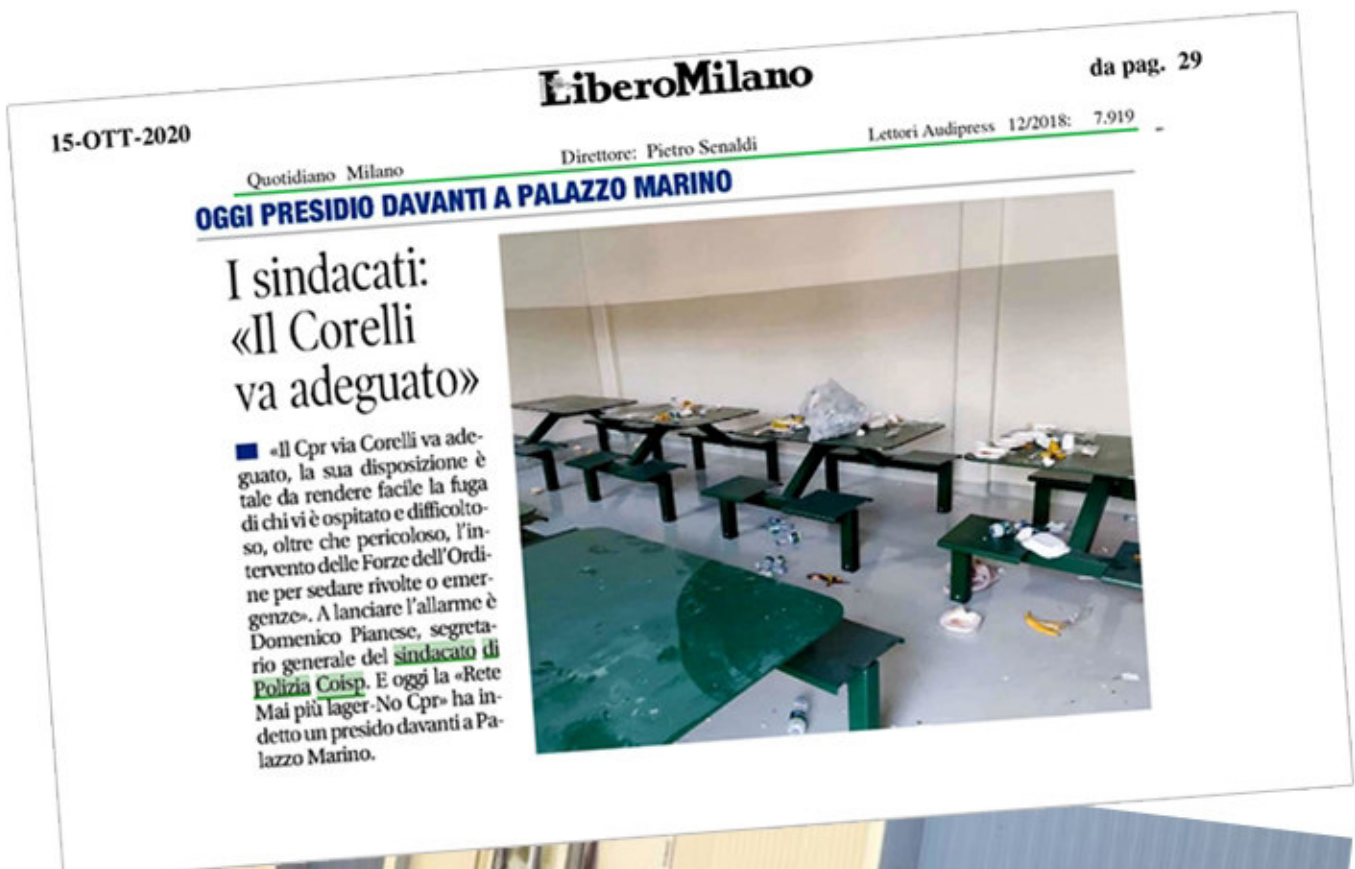 LiberoMilano
da pag. 29
15-OTT-2020
Quotidiano Milano
Direttore: Pietro Senaldi
Lettori Audipress 12/2018: 7.919
OGGI PRESIDIO DAVANTI A PALAZZO MARINO
I sindacati:
«Il Corelli
va adeguato»
«Il Cpr via Corelli va ade-
guato, la sua disposizione è
tale da rendere facile la fuga
di chi vi è ospitato e difficolto-
so, oltre che pericoloso, l'in-
tervento delle Forze dell'Ordi-
ne per sedare rivolte o emer-
genze». A lanciare l'allarme è
Domenico Pianese, segreta-
rio generale del sindacato di
Polizia Coisp. E oggi la «Rete
Mai più lager-No Cpr» ha in-
detto un presido davanti a Pa-
lazzo Marino.